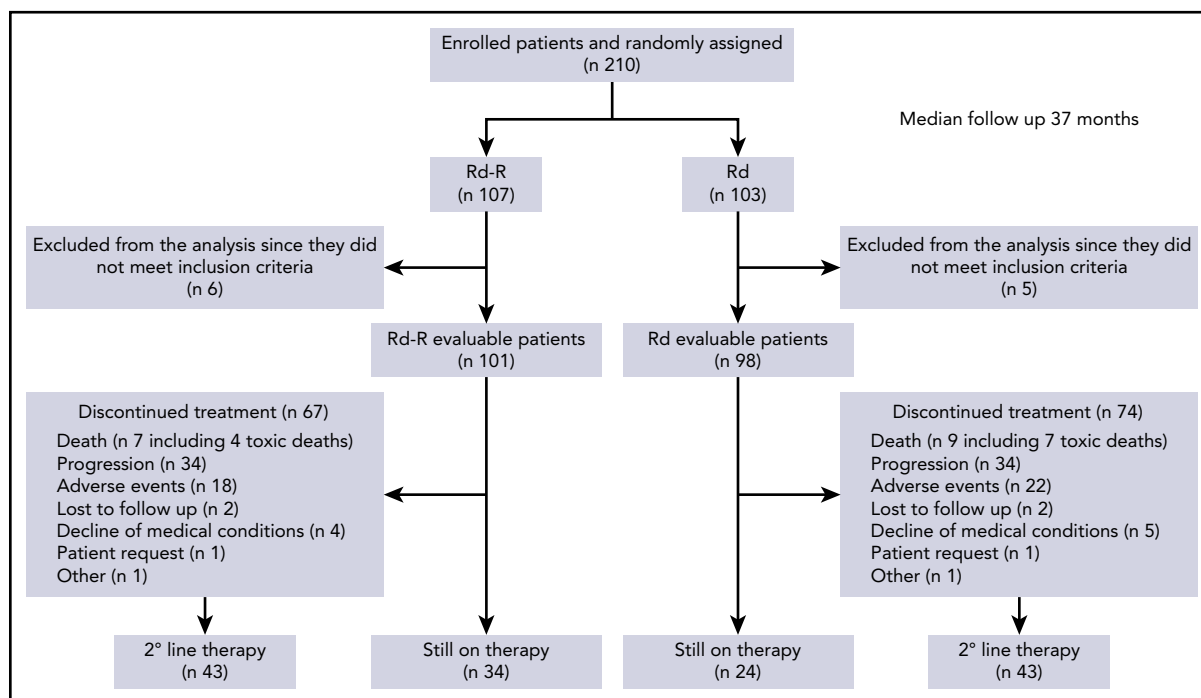 Enrolled patients and randomly assigned
(n 210)
Median follow up 37 months
Rd-R
(n 107)
Rd
(n 103)
Excluded from the analysis since they did
not meet inclusion criteria
(n 6)
Excluded from the analysis since they did
not meet inclusion criteria
(n 5)
Rd-R evaluable patients
(n 101)
Rd evaluable patients
(n 98)
Discontinued treatment (n 67)
Death (n 7 including 4 toxic deaths)
Progression (n 34)
Adverse events (n 18)
Lost to follow up (n 2)
Decline of medical conditions (n 4)
Patient request (n 1)
Other (n 1)
Discontinued treatment (n 74)
Death (n 9 including 7 toxic deaths)
Progression (n 34)
Adverse events (n 22)
Lost to follow up (n 2)
Decline of medical conditions (n 5)
Patient request (n 1)
Other (n 1)
2° line therapy
(n 43)
Still on therapy
(n 34)
Still on therapy
(n 24)
2° line therapy
(n 43)